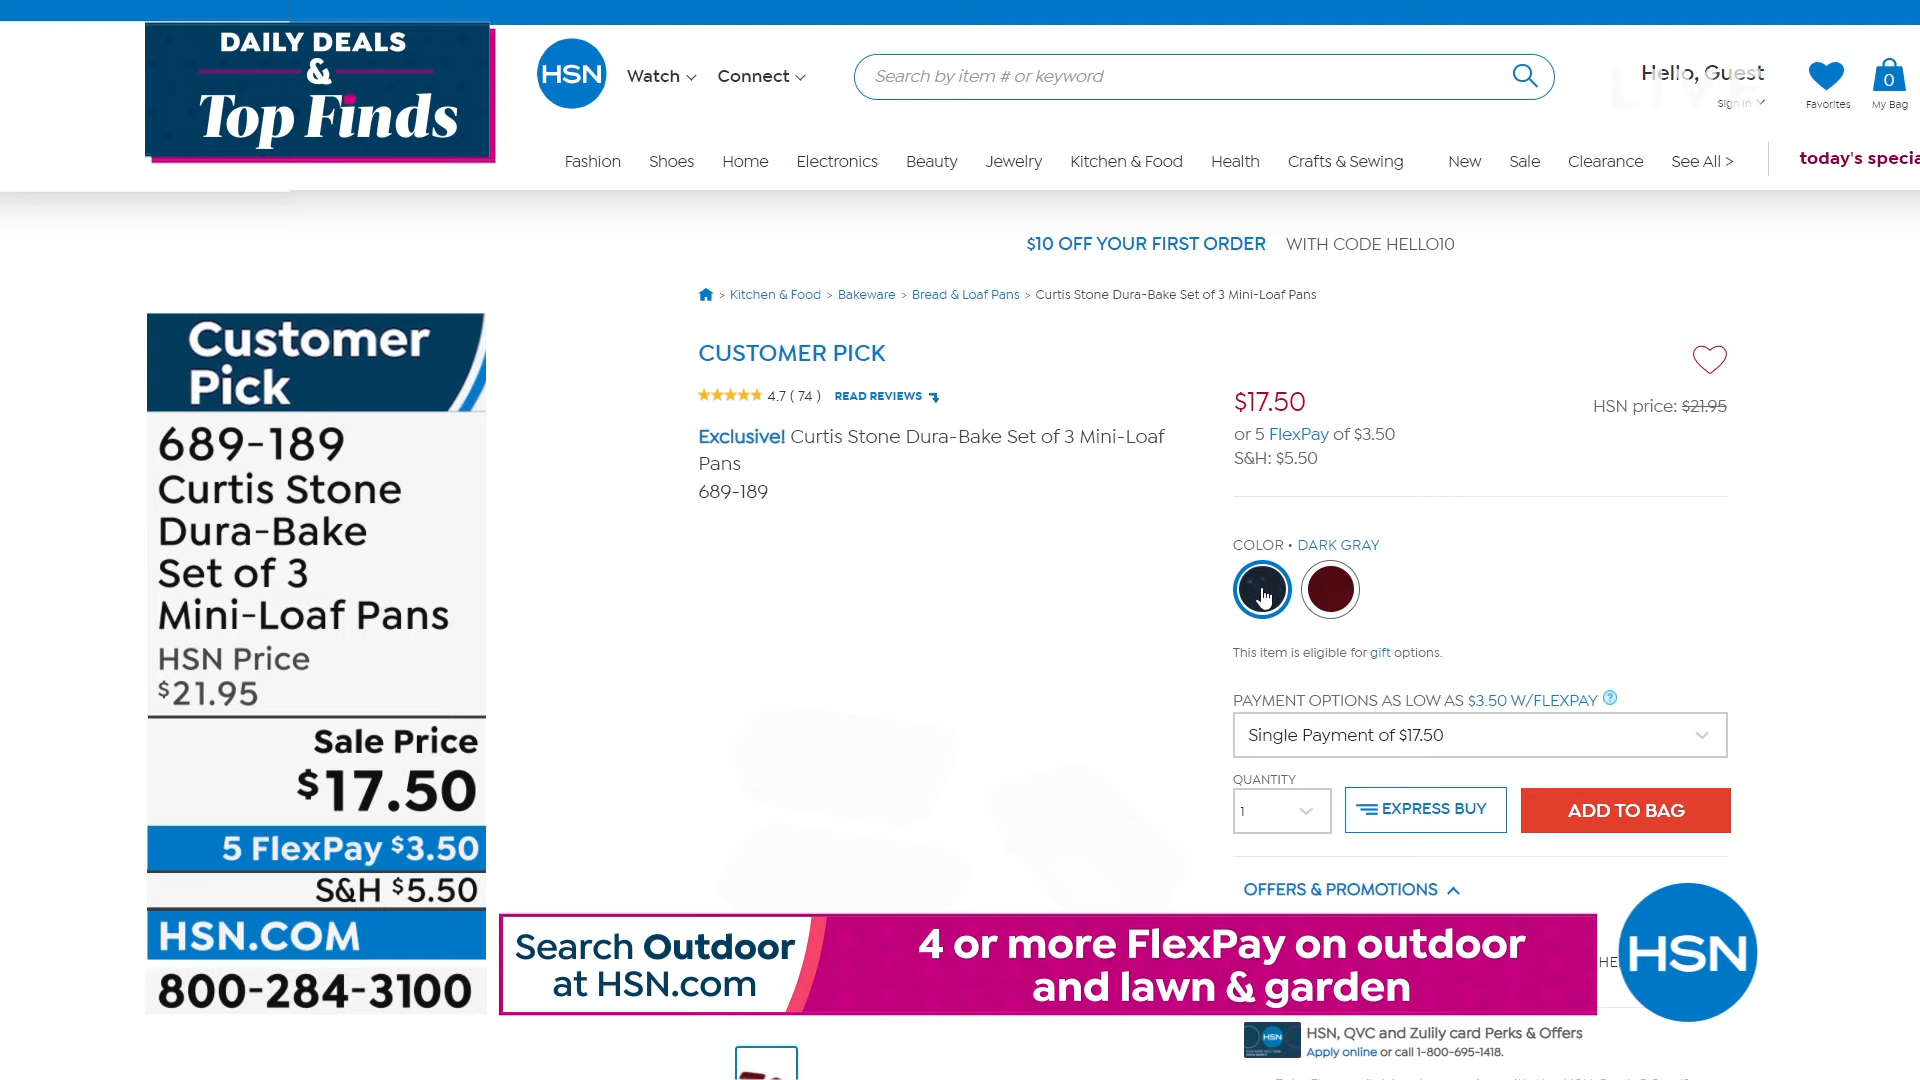 DAILY DEALS
&
Top Finds
HSN
Watch
Connect
Search by item # or keyword
Hello, Guest
Sign In
Favorites
0
My Bag
Fashion
Shoes
Home
Electronics
Beauty
Jewelry
Kitchen & Food
Health
Crafts & Sewing
New
Sale
Clearance
See All >
today's specia
$10 OFF YOUR FIRST ORDER WITH CODE HELLO10
> Kitchen & Food > Bakeware > Bread & Loaf Pans > Curtis Stone Dura-Bake Set of 3 Mini-Loaf Pans
Customer
Pick
689-189
Curtis Stone
Dura-Bake
Set of 3
Mini-Loaf Pans
HSN Price
$21.95
Sale Price
$17.50
5 FlexPay $3.50
S&H $5.50
HSN.COM
800-284-3100
CUSTOMER PICK
4.7 ( 74 ) READ REVIEWS
Exclusive! Curtis Stone Dura-Bake Set of 3 Mini-Loaf
Pans
689-189
$17.50
HSN price: $21.95
or 5 FlexPay of $3.50
S&H: $5.50
COLOR • DARK GRAY
This item is eligible for gift options.
PAYMENT OPTIONS AS LOW AS $3.50 W/FLEXPAY ?
Single Payment of $17.50
QUANTITY
1
EXPRESS BUY
ADD TO BAG
OFFERS & PROMOTIONS
Search Outdoor
at HSN.com
4 or more FlexPay on outdoor
and lawn & garden
HE
HSN
HSN
HSN, QVC and Zulily card Perks & Offers
Apply online or call 1-800-695-1418.